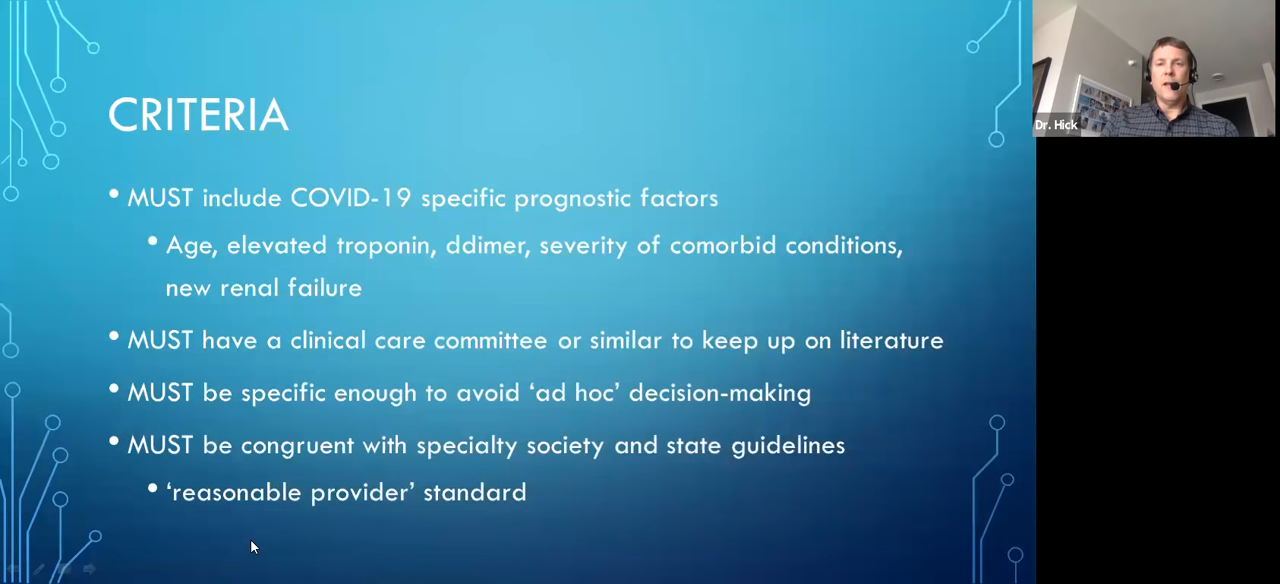 CRITERIA
• MUST include COVID-19 specific prognostic factors
• Age, elevated troponin, ddimer, severity of comorbid conditions,
new renal failure
• MUST have a clinical care committee or similar to keep up on literature
• MUST be specific enough to avoid ‘ad hoc’ decision-making
• MUST be congruent with specialty society and state guidelines
• ‘reasonable provider’ standard
Dr. Hick